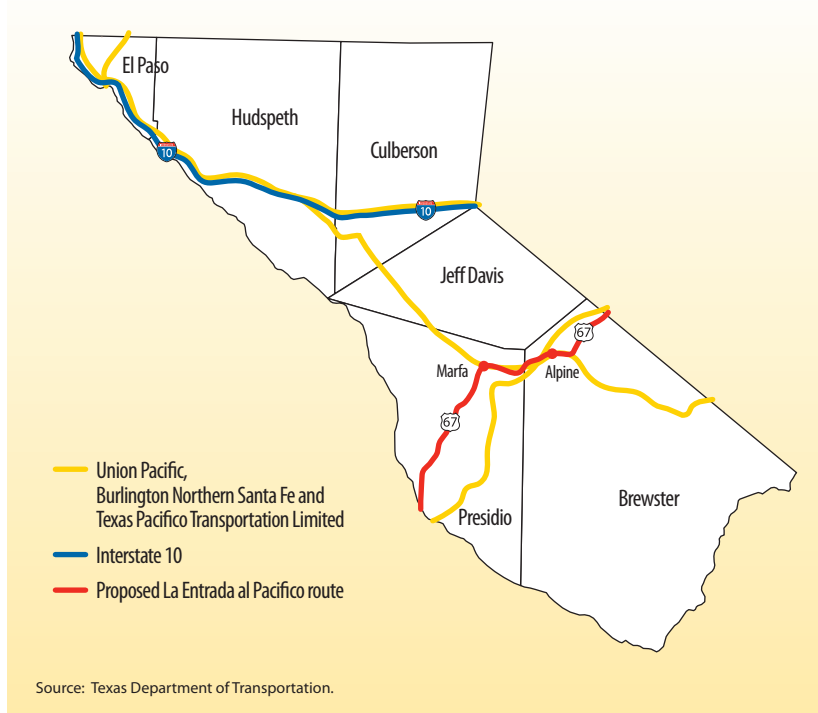 El Paso
Hudspeth
10
Culberson
10
Jeff Davis
67
Marfa
Alpine
67
Union Pacific,
Burlington Northern Santa Fe and
Texas Pacifico Transportation Limited
Presidio
Brewster
Interstate 10
Proposed La Entrada al Pacifico route
Source: Texas Department of Transportation.